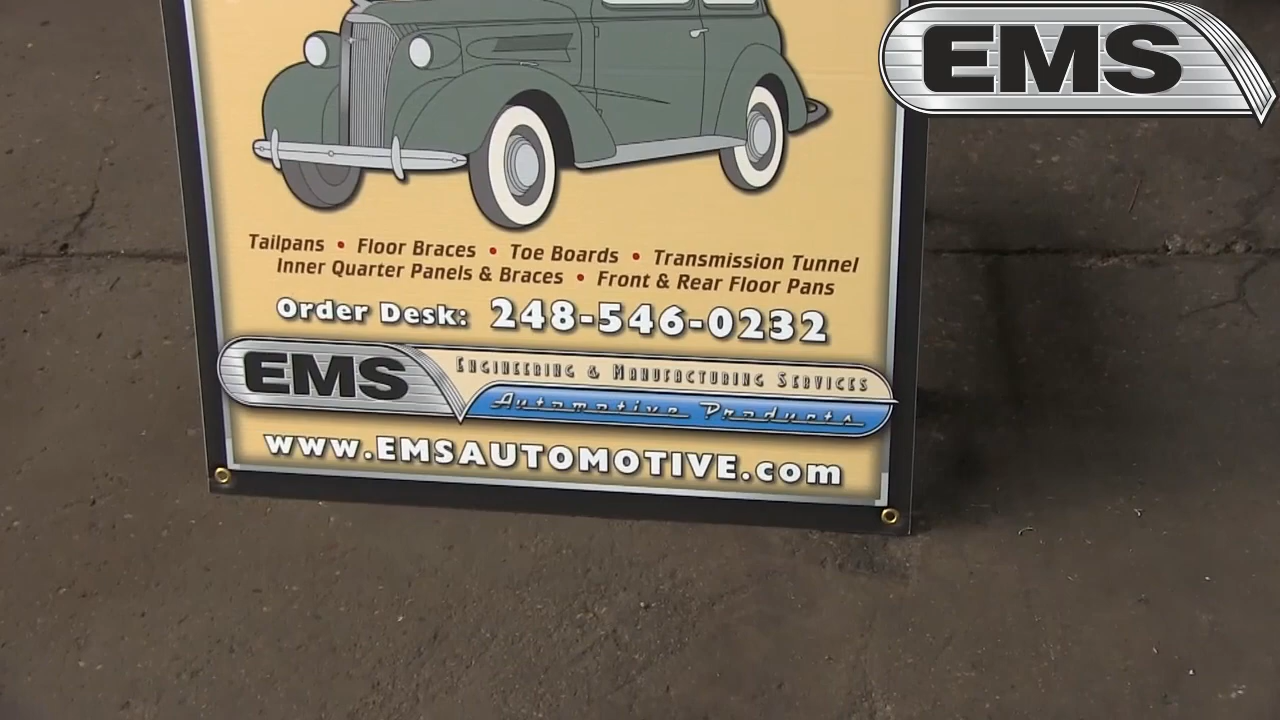 EMS
Tailpans • Floor Braces • Toe Boards • Transmission Tunnel
Inner Quarter Panels & Braces • Front & Rear Floor Pans
Order Desk: 248-546-0232
EMS
Engineering & Manufacturing Services
Automotive Products
www.EMSAUTOMOTIVE.com